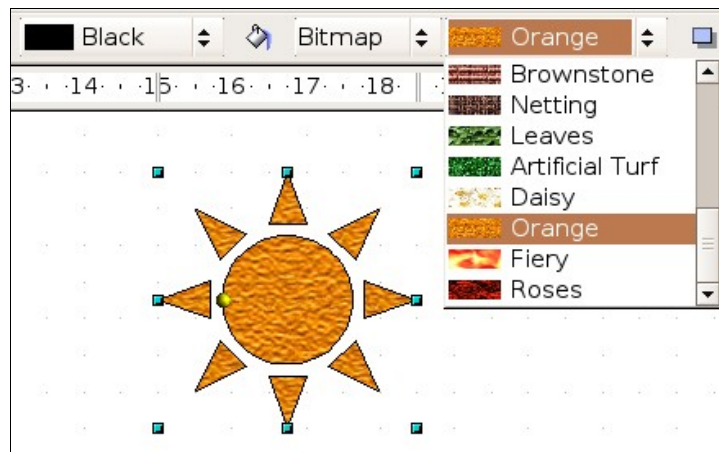 Black Bitmap Orange
3 14 15 16 17 18
Brownstone
Netting
Leaves
Artificial Turf
Daisy
Orange
Fiery
Roses